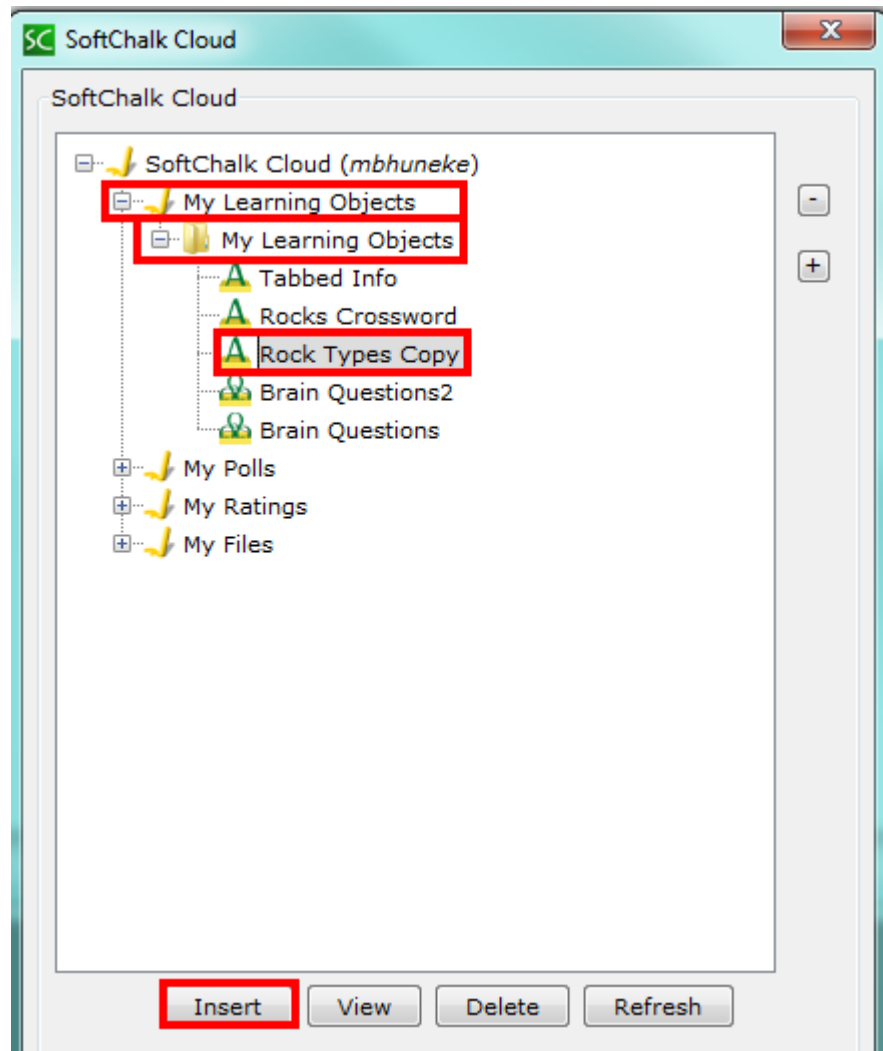 SC SoftChalk Cloud x
SoftChalk Cloud
SoftChalk Cloud (mbhuneke)
My Learning Objects
-
My Learning Objects
+
Tabbed Info
A Rocks Crossword
A Rock Types Copy
Brain Questions2
Brain Questions
My Polls
My Ratings
My Files
Insert View Delete Refresh